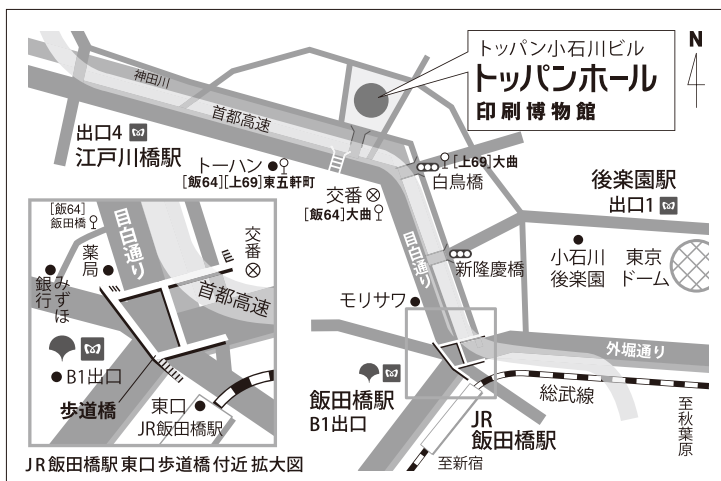 トッパン小石川ビル
トッパンホール
印刷博物館
N
神田川
首都高速
出口4
江戸川橋駅
トーハン
[飯64][上69]東五軒町
交番
[飯64]大曲
[上69]大曲
白鳥橋
後楽園駅
出口1
目白通り
新隆慶橋
小石川
後楽園
東京
ドーム
モリサワ
外堀通り
飯田橋駅
B1出口
JR
飯田橋駅
総武線
至新宿
至秋葉原
[飯64]
飯田橋
目白通り
交番
薬局
みずほ
銀行
首都高速
B1出口
歩道橋
東口
JR飯田橋駅
JR飯田橋駅東口歩道橋付近 拡大図